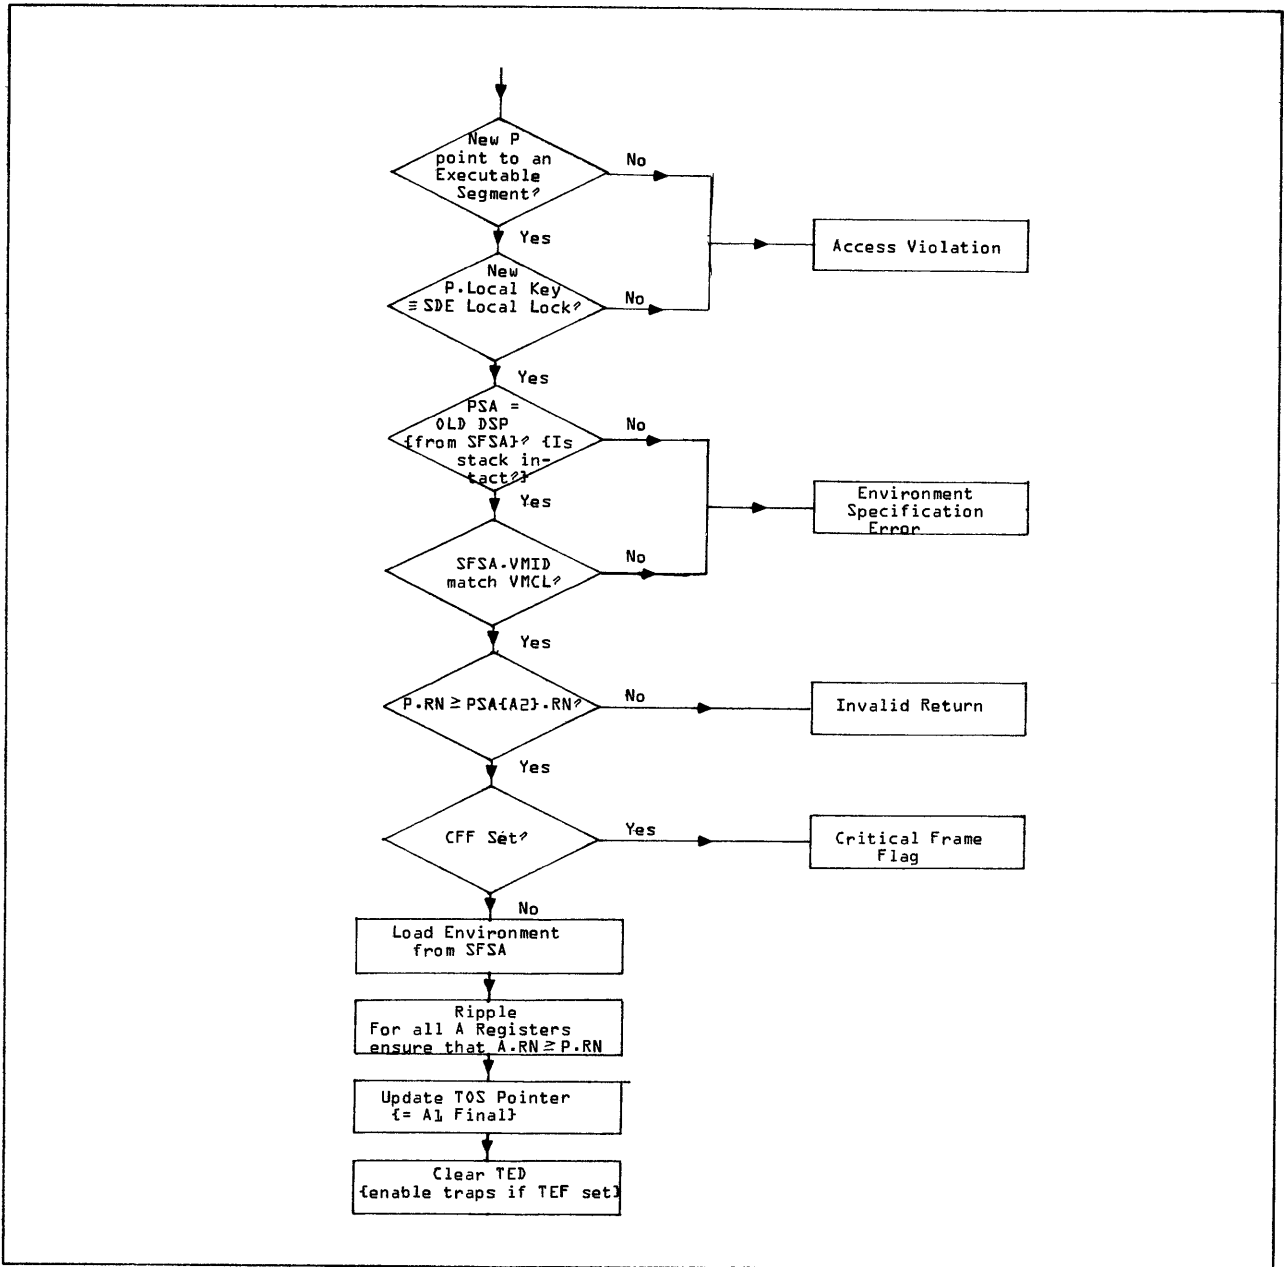 New P
point to an
Executable
Segment?
No
Yes
Access Violation
New
P.Local Key
≡ SDE Local Lock?
No
Yes
PSA =
OLD DSP
{from SFSA}? {Is
stack in-
tact?}
No
Yes
Environment
Specification
Error
SFSA.VMID
match VMCL?
No
Yes
P.RN ≥ PSA{A2}.RN?
No
Invalid Return
Yes
CFF Set?
Yes
Critical Frame
Flag
No
Load Environment
from SFSA
Ripple
For all A Registers
ensure that A.RN ≥ P.RN
Update TOS Pointer
{= A1 Final}
Clear TED
{enable traps if TEF set}